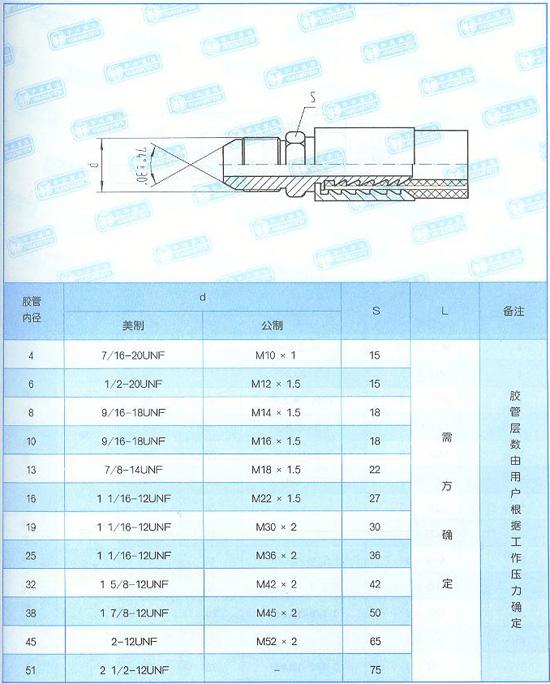 S
d
74°±30′
胶管内径 d S L 备注
美制 公制
4 7/16-20UNF M10 × 1 15
6 1/2-20UNF M12 × 1.5 15
8 9/16-18UNF M14 × 1.5 18
10 9/16-18UNF M16 × 1.5 18
13 7/8-14UNF M18 × 1.5 22
16 1 1/16-12UNF M22 × 1.5 27
19 1 1/16-12UNF M30 × 2 30
25 1 1/16-12UNF M36 × 2 36
32 1 5/8-12UNF M42 × 2 42
38 1 7/8-12UNF M45 × 2 50
45 2-12UNF M52 × 2 65
51 2 1/2-12UNF - 75
需方确定
胶管层数由用户根据工作压力确定